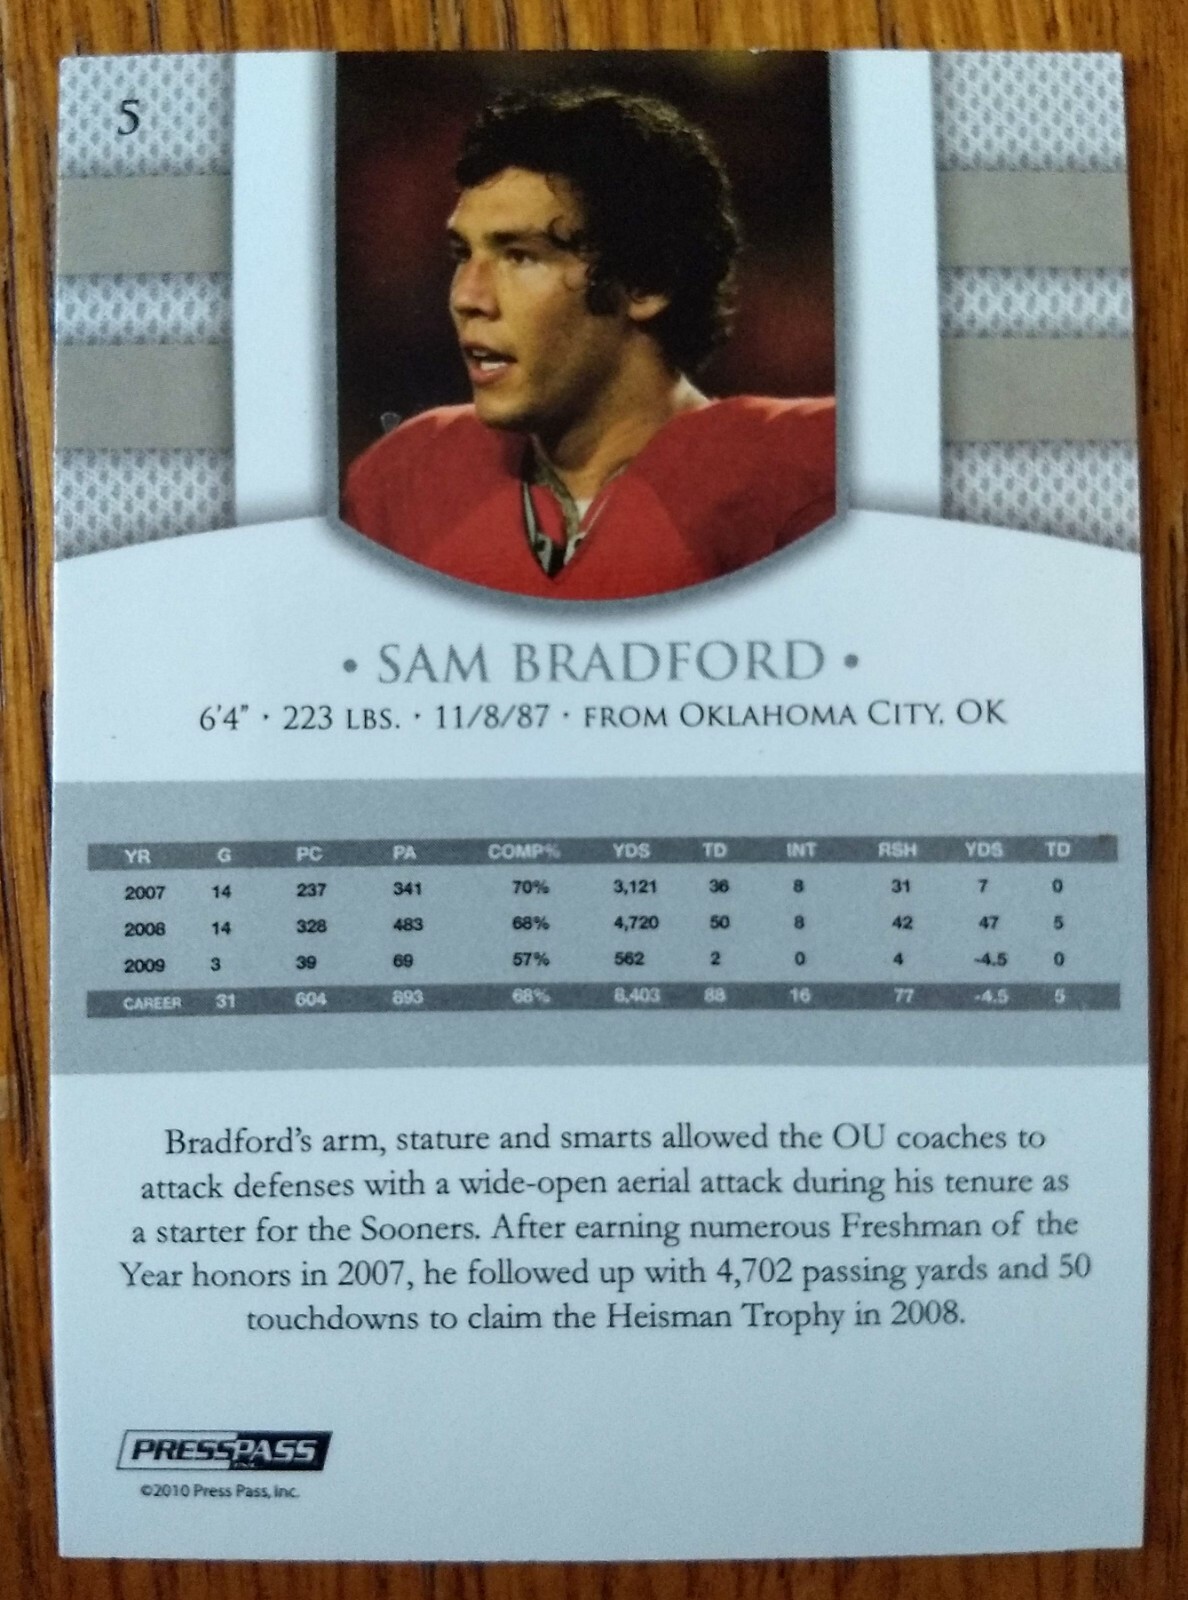 5
• SAM BRADFORD •
6'4" · 223 LBS. · 11/8/87 · FROM OKLAHOMA CITY, OK
YR G PC PA COMP% YDS TD INT RSH YDS TD
2007 14 237 341 70% 3,121 36 8 31 7 0
2008 14 328 483 68% 4,720 50 8 42 47 5
2009 3 39 69 57% 562 2 0 4 -4.5 0
CAREER 31 604 893 68% 8,403 88 16 77 -4.5 5
Bradford's arm, stature and smarts allowed the OU coaches to
attack defenses with a wide-open aerial attack during his tenure as
a starter for the Sooners. After earning numerous Freshman of the
Year honors in 2007, he followed up with 4,702 passing yards and 50
touchdowns to claim the Heisman Trophy in 2008.
PRESSPASS
©2010 Press Pass, Inc.